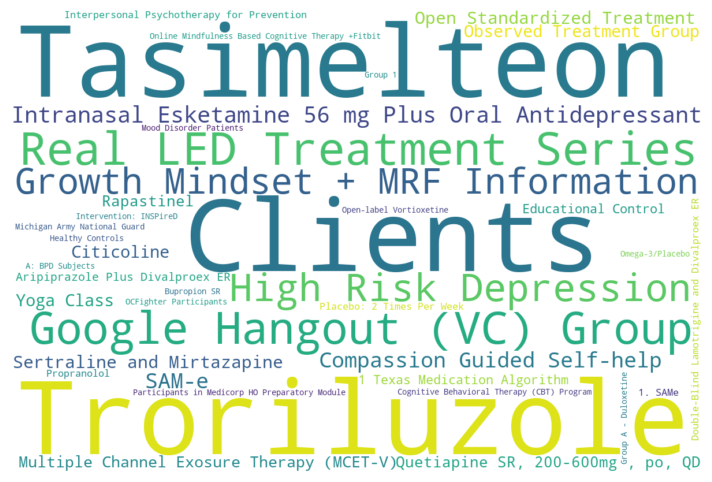 Interpersonal Psychotherapy for Prevention
Open Standardized Treatment
Observed Treatment Group
Online Mindfulness Based Cognitive Therapy +Fitbit
Tasimelteon
Group 1
Intranasal Esketamine 56 mg Plus Oral Antidepressant
Mood Disorder Patients
Real LED Treatment Series
Growth Mindset + MRF Information
Rapastinel
Clients
Open-label Vortioxetine
Educational Control
Intervention: INSPireD
Michigan Army National Guard
Healthy Controls
Citicoline
Omega-3/Placebo
A: BPD Subjects
Aripiprazole Plus Divalproex ER
High Risk Depression
Bupropion SR
Yoga Class
OCFighter Participants
Placebo: 2 Times Per Week
Double-Blind Lamotrigine and Divalproex ER
Google Hangout (VC) Group
Sertraline and Mirtazapine
Compassion Guided Self-help
Propranolol
SAM-e
1 Texas Medication Algorithm
Troriluzole
Participants in Medicorp HO Preparatory Module
Cognitive Behavioral Therapy (CBT) Program
Group A - Duloxetine
1. SAMe
Multiple Channel Exosure Therapy (MCET-V)
Quetiapine SR, 200-600mg , po, QD